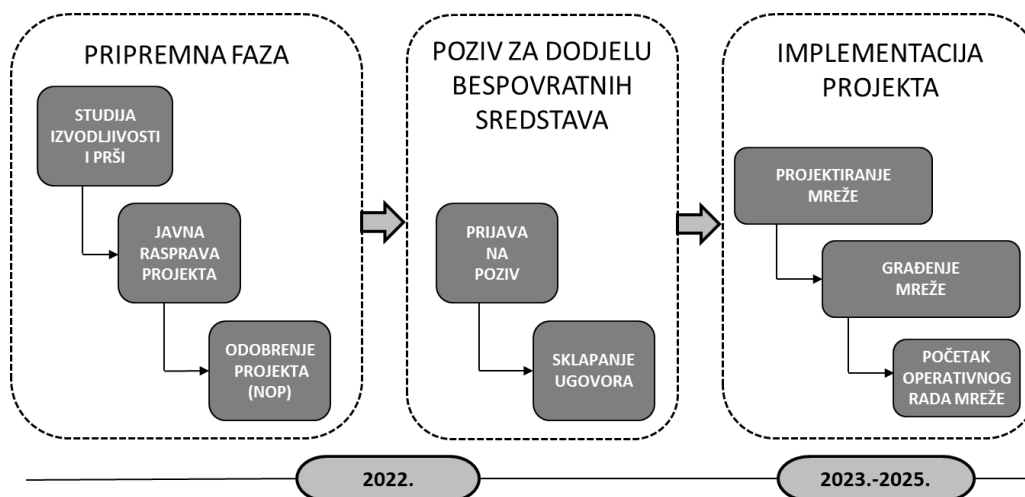 PRIPREMNA FAZA
STUDIJA
IZVODLJIVOSTI
I PRŠI
JAVNA
RASPRAVA
PROJEKTA
ODOBRENJE
PROJEKTA
(NOP)
POZIV ZA DODJELU
BESPOVRATNIH
SREDSTAVA
PRIJAVA
NA
POZIV
SKLAPANJE
UGOVORA
IMPLEMENTACIJA
PROJEKTA
PROJEKTIRANJE
MREŽE
GRAĐENJE
MREŽE
POČETAK
OPERATIVNOG
RADA MREŽE
2022.
2023.-2025.